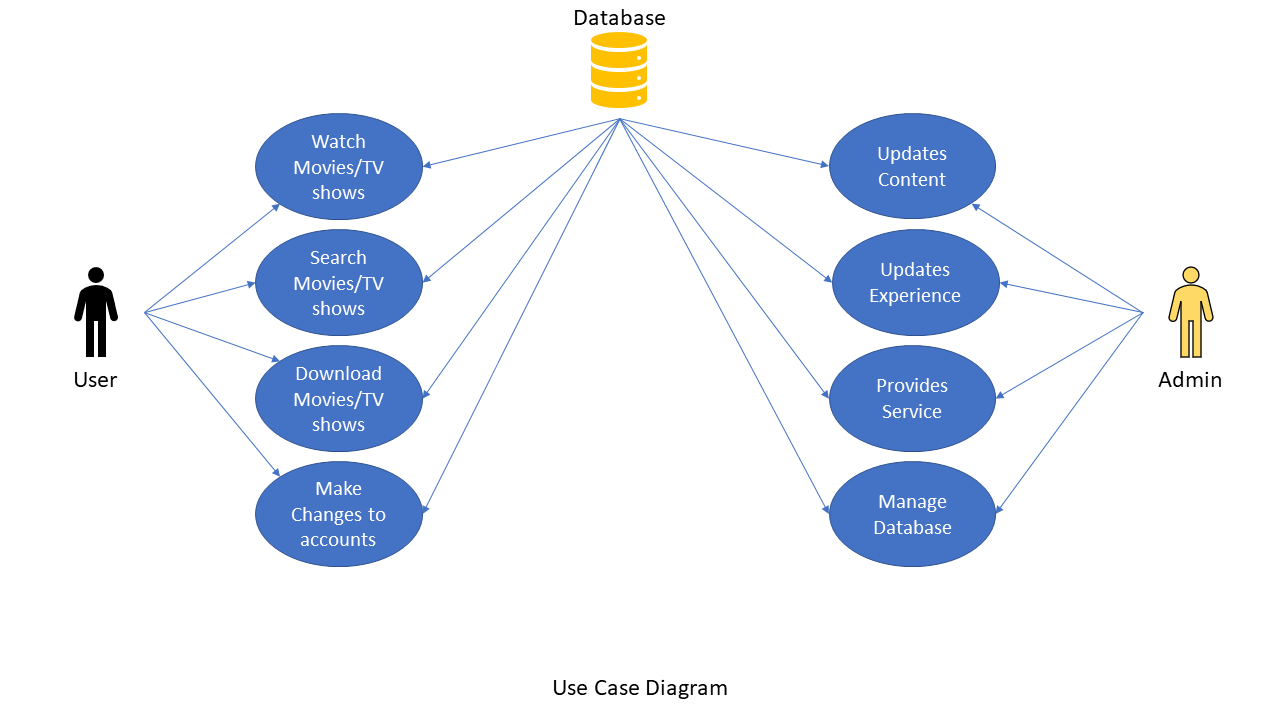 Database
Watch
Movies/TV
shows
Search
Movies/TV
shows
Download
Movies/TV
shows
Make
Changes to
accounts
User
Updates
Content
Updates
Experience
Provides
Service
Manage
Database
Admin
Use Case Diagram